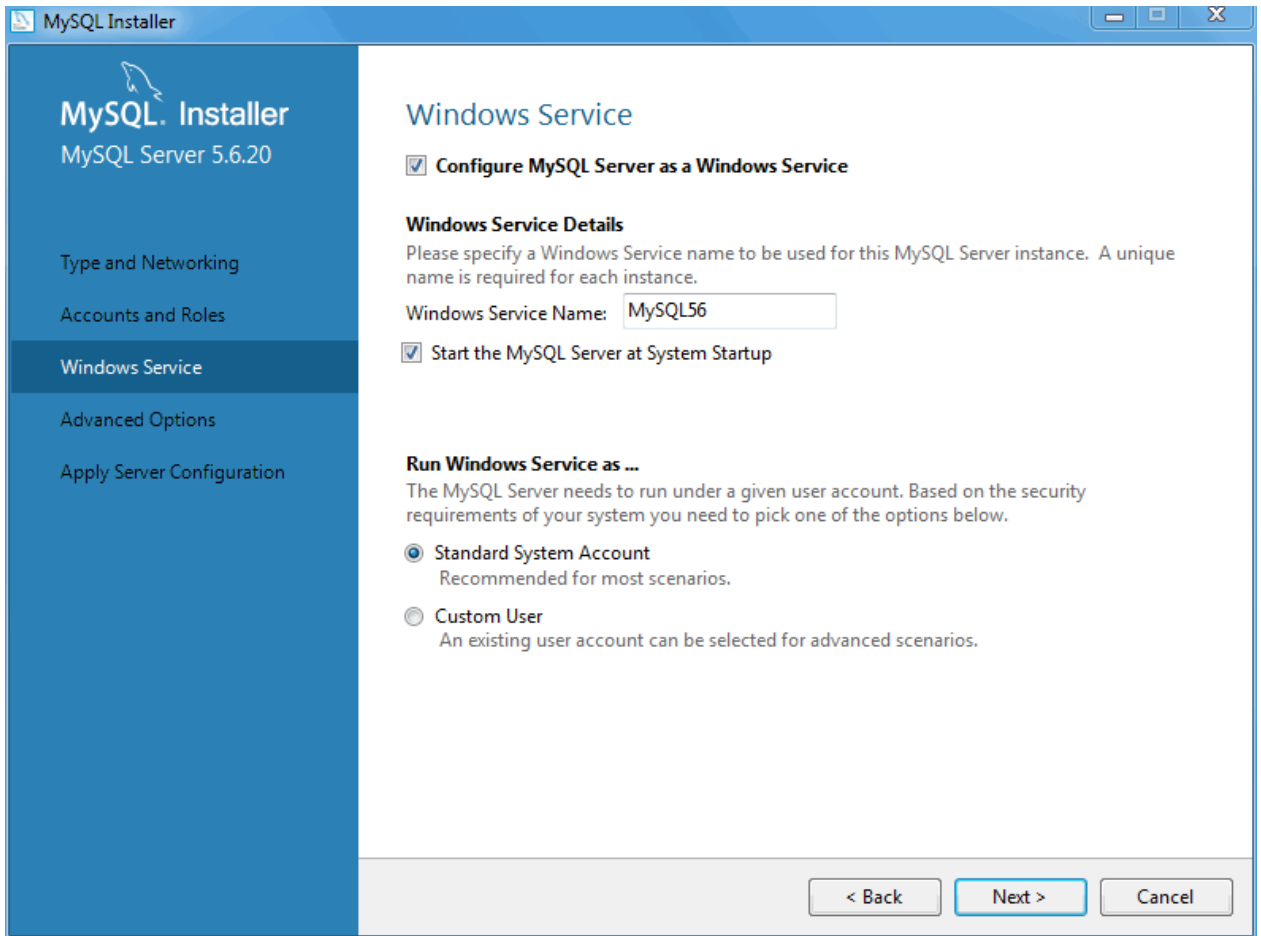 MySQL Installer
MySQL. Installer
MySQL Server 5.6.20
Type and Networking
Accounts and Roles
Windows Service
Advanced Options
Apply Server Configuration
Windows Service
Configure MySQL Server as a Windows Service
Windows Service Details
Please specify a Windows Service name to be used for this MySQL Server instance.  A unique
name is required for each instance.
Windows Service Name: MySQL56
Start the MySQL Server at System Startup
Run Windows Service as ...
The MySQL Server needs to run under a given user account. Based on the security
requirements of your system you need to pick one of the options below.
Standard System Account
Recommended for most scenarios.
Custom User
An existing user account can be selected for advanced scenarios.
< Back Next > Cancel